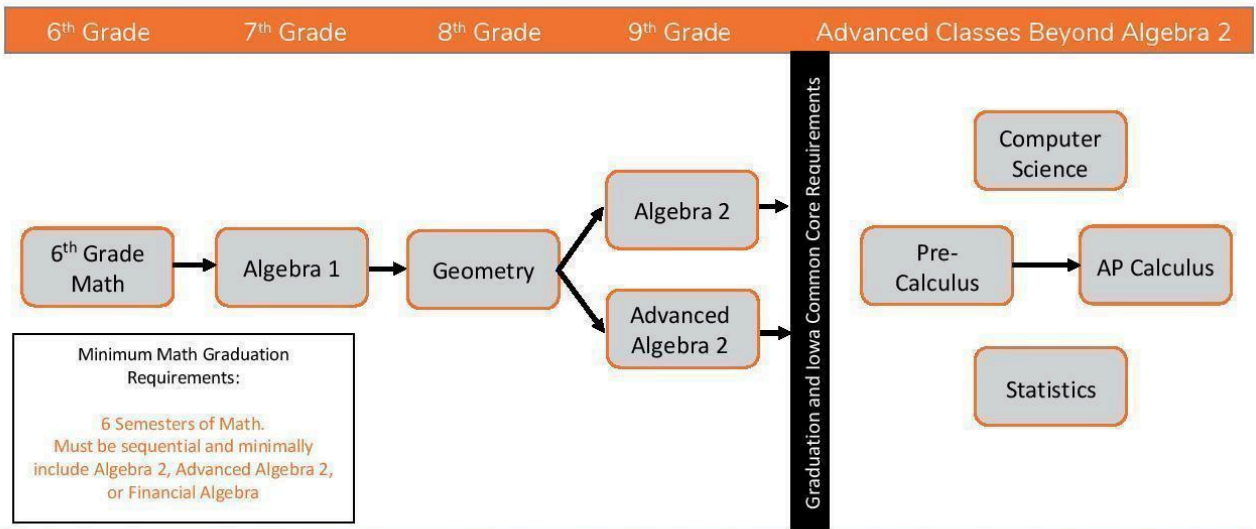 6th Grade
7th Grade
8th Grade
9th Grade
Advanced Classes Beyond Algebra 2
6th Grade
Math
Algebra 1
Geometry
Algebra 2
Advanced
Algebra 2
Graduation and Iowa Common Core Requirements
Computer
Science
Pre-
Calculus
AP Calculus
Statistics
Minimum Math Graduation
Requirements:
6 Semesters of Math.
Must be sequential and minimally
include Algebra 2, Advanced Algebra 2,
or Financial Algebra